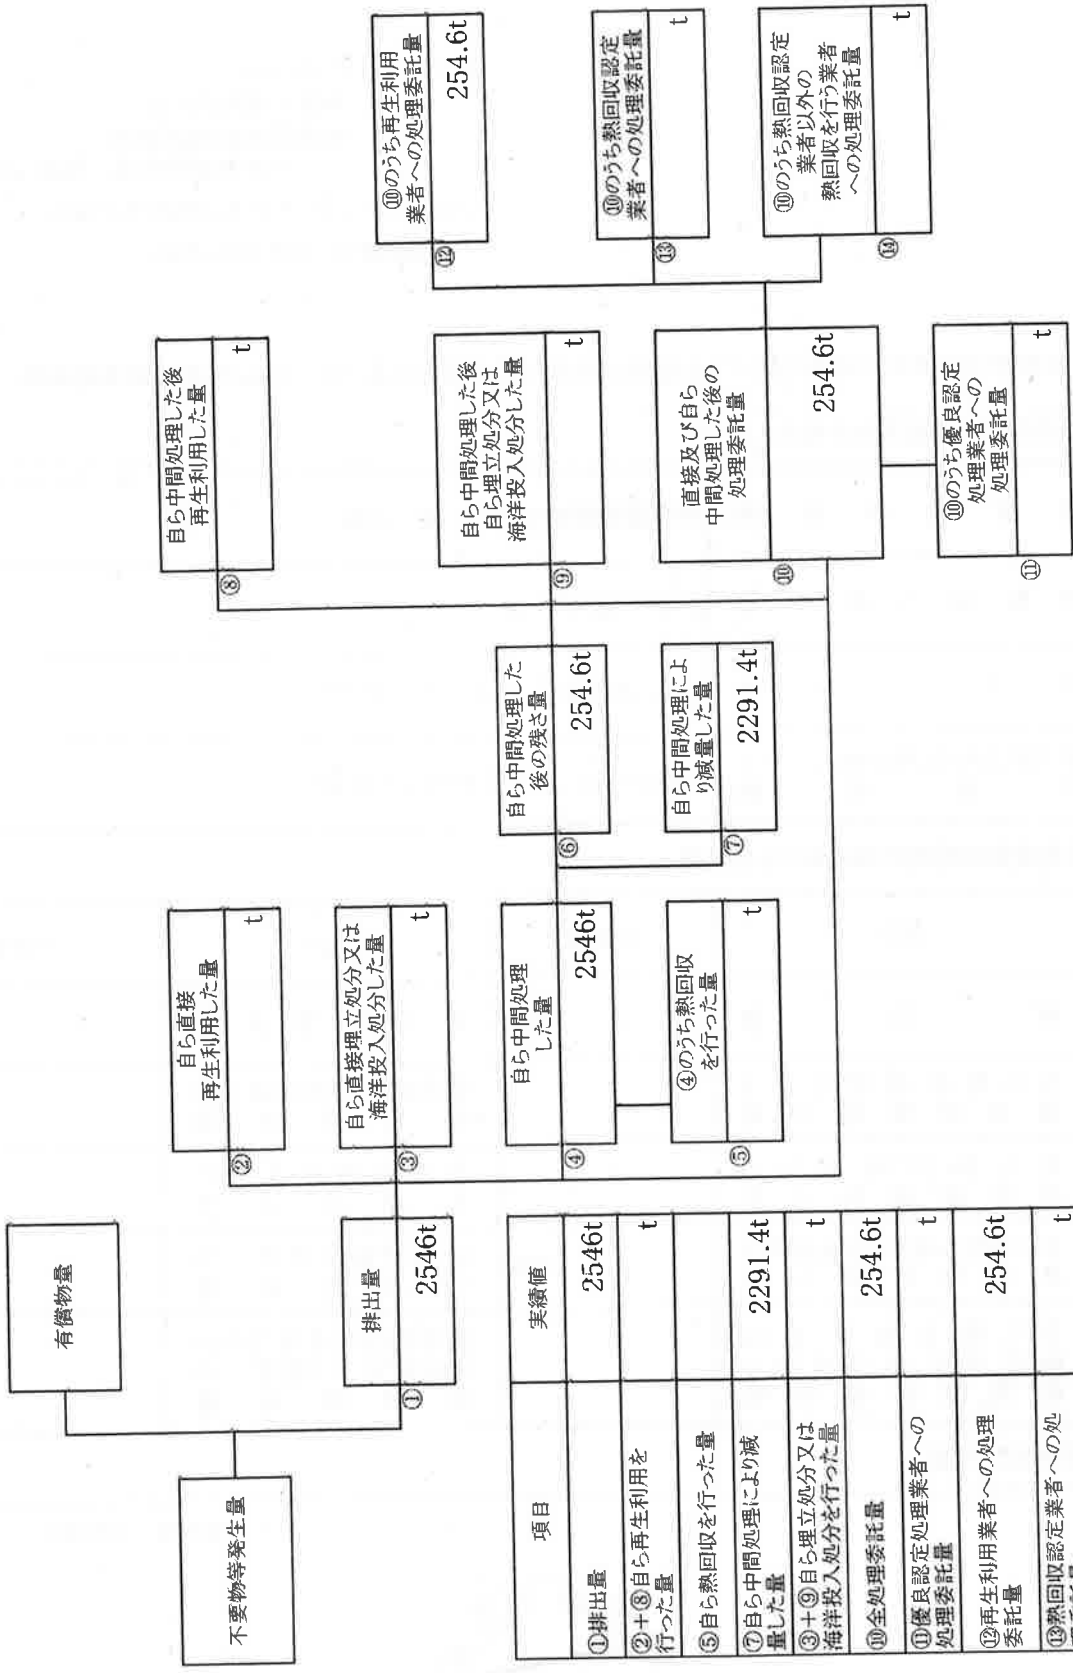 不要物等発生量
有償物量
排出量
①
2546t
自ら直接
再生利用した量
②
t
自ら直接埋立処分又は
海洋投入処分した量
③
t
自ら中間処理
した量
④
2546t
④のうち熱回収
を行った量
⑤
t
自ら中間処理した
後の残さ量
⑥
254.6t
自ら中間処理によ
り減量した量
⑦
2291.4t
自ら中間処理した後
再生利用した量
⑧
t
自ら中間処理した後
自ら埋立処分又は
海洋投入処分した量
⑨
t
直接及び自ら
中間処理した後の
処理委託量
⑩
254.6t
⑩のうち優良認定
処理業者への
処理委託量
⑪
t
⑩のうち再生利用
業者への処理委託量
⑫
254.6t
⑩のうち熱回収認定
業者への処理委託量
⑬
t
⑩のうち熱回収認定
業者以外の
熱回収を行う業者
への処理委託量
⑭
t
項目
実績値
①排出量
2546t
②+⑧自ら再生利用を
行った量
t
⑤自ら熱回収を行った量
⑦自ら中間処理により減
量した量
2291.4t
③+⑨自ら埋立処分又は
海洋投入処分を行った量
t
⑩全処理委託量
254.6t
⑪優良認定処理業者への
処理委託量
t
⑫再生利用業者への処理
委託量
254.6t
⑬熱回収認定業者への処
t